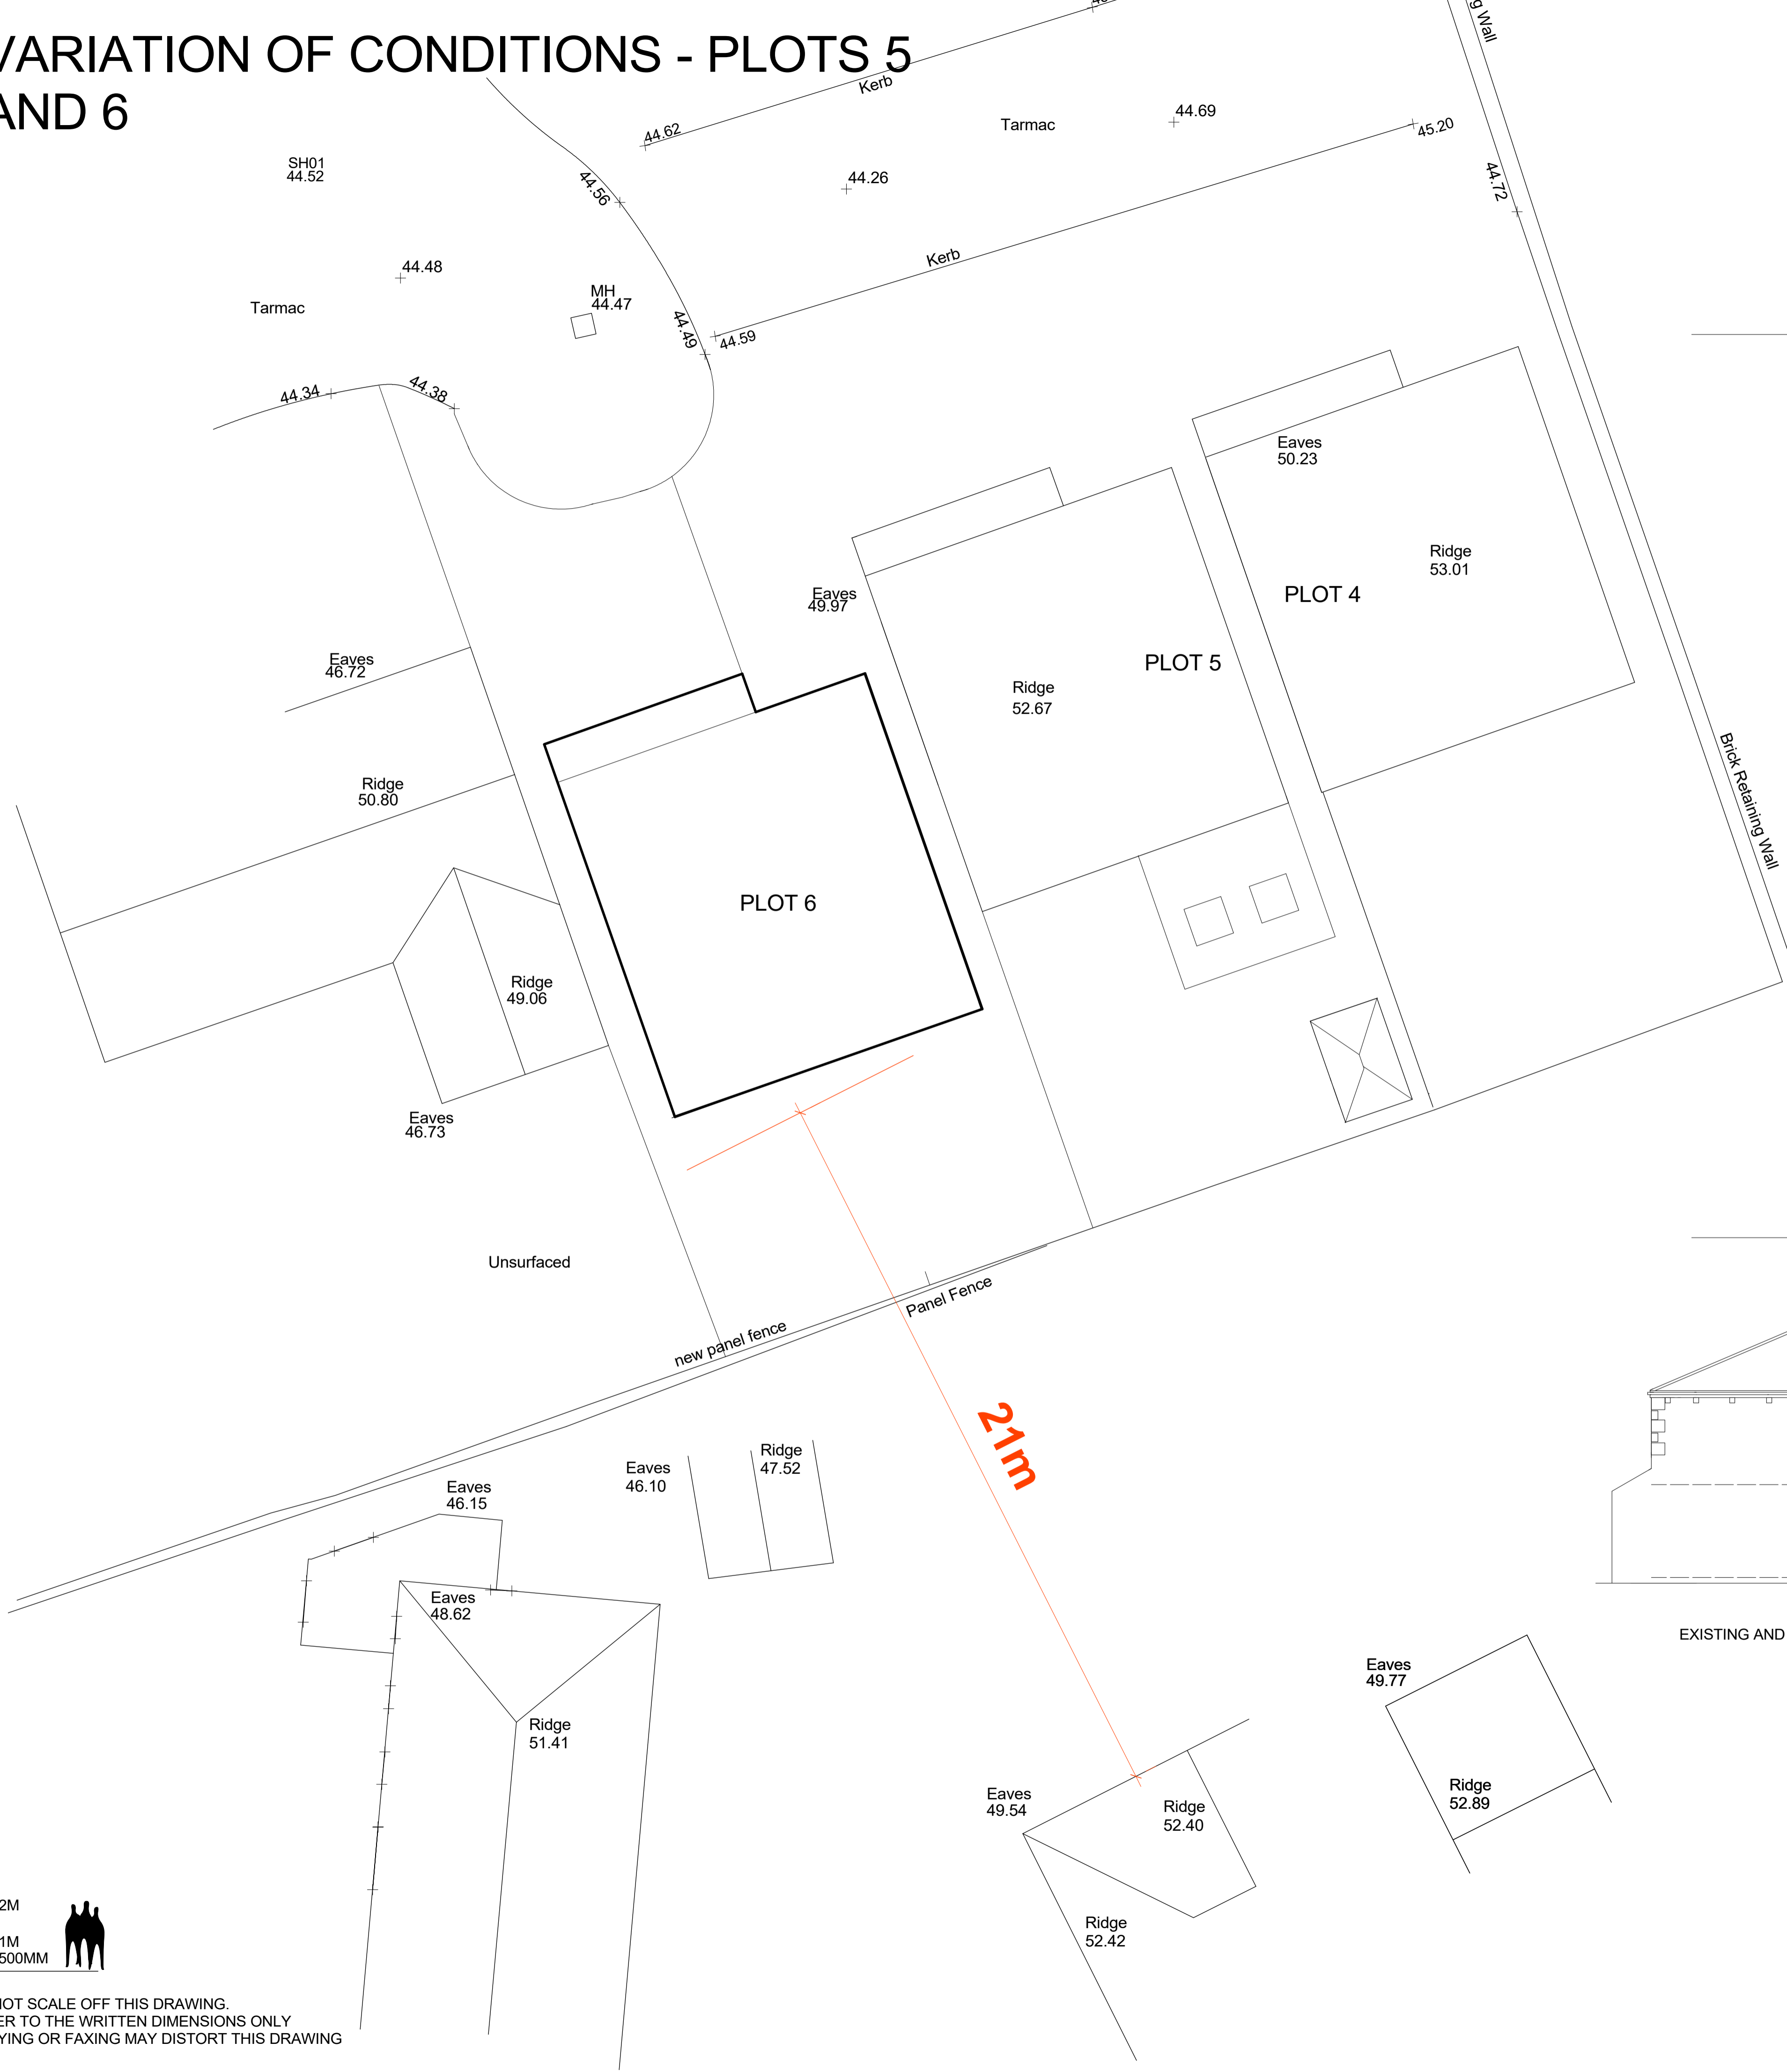 VARIATION OF CONDITIONS - PLOTS 5
AND 6
g Wall
Kerb
44.62
Tarmac
44.69
45.20
SH01
44.52
44.56
44.26
44.72
Kerb
44.48
MH
44.47
Tarmac
44.49
44.59
44.34
44.38
Eaves
50.23
Ridge
53.01
Eaves
49.97
PLOT 4
Eaves
46.72
PLOT 5
Ridge
52.67
Ridge
50.80
Brick Retaining Wall
PLOT 6
Ridge
49.06
Eaves
46.73
Unsurfaced
Panel Fence
new panel fence
21m
Eaves
46.10
Ridge
47.52
Eaves
46.15
Eaves
48.62
EXISTING AND
Eaves
49.77
Ridge
51.41
Eaves
49.54
Ridge
52.40
Ridge
52.89
Ridge
52.42
2M
1M
500MM
NOT SCALE OFF THIS DRAWING.
ER TO THE WRITTEN DIMENSIONS ONLY
YING OR FAXING MAY DISTORT THIS DRAWING